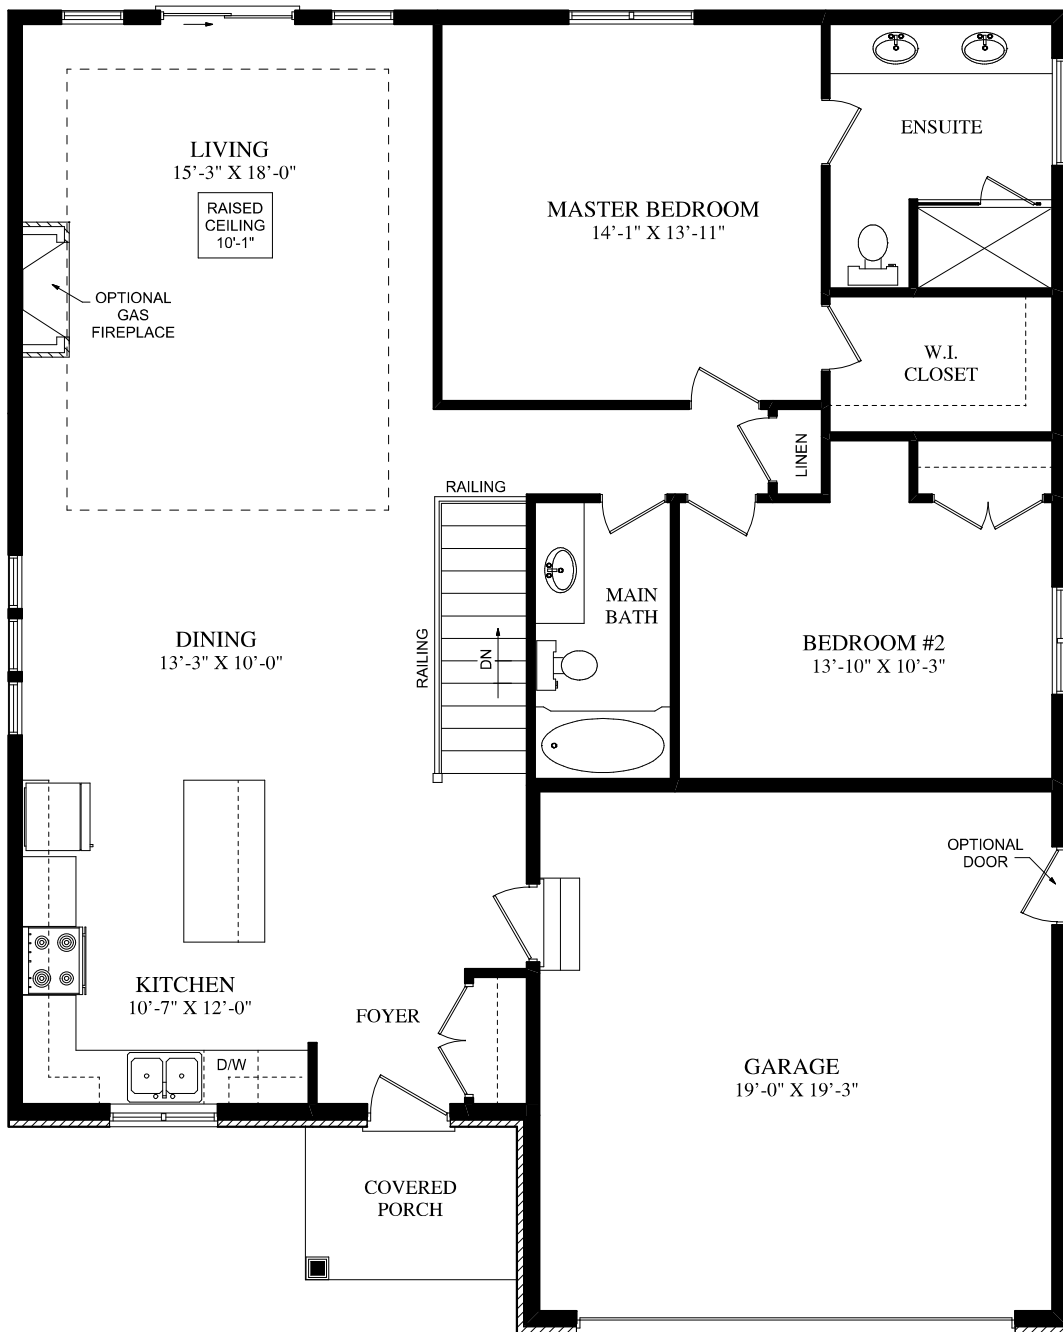 LIVING
15'-3" X 18'-0"
RAISED
CEILING
10'-1"
OPTIONAL
GAS
FIREPLACE
MASTER BEDROOM
14'-1" X 13'-11"
ENSUITE
W.I.
CLOSET
LINEN
RAILING
RAILING
DN
MAIN
BATH
DINING
13'-3" X 10'-0"
BEDROOM #2
13'-10" X 10'-3"
OPTIONAL
DOOR
KITCHEN
10'-7" X 12'-0"
FOYER
D/W
GARAGE
19'-0" X 19'-3"
COVERED
PORCH